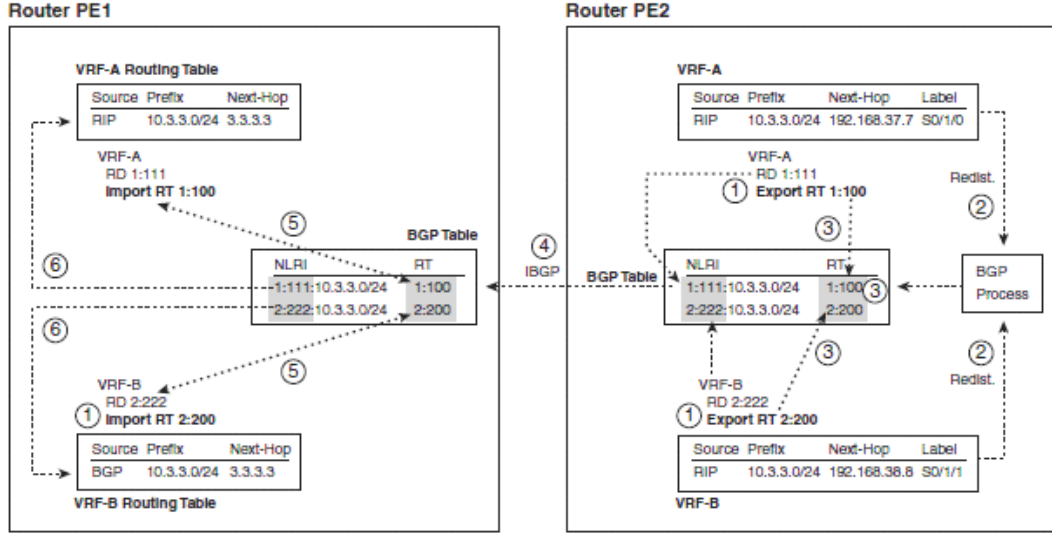 Router PE1
VRF-A Routing Table
Source Prefix Next-Hop
RIP 10.3.3.0/24 3.3.3.3
VRF-A
RD 1:111
Import RT 1:100
5
BGP Table
NLRI RT
1:111:10.3.3.0/24 1:100
2:222:10.3.3.0/24 2:200
6
6
5
VRF-B
RD 2:222
1 Import RT 2:200
Source Prefix Next-Hop
BGP 10.3.3.0/24 3.3.3.3
VRF-B Routing Table
4
IBGP
Router PE2
VRF-A
Source Prefix Next-Hop Label
RIP 10.3.3.0/24 192.168.37.7 S0/1/0
VRF-A
RD 1:111
1 Export RT 1:100
Redist.
2
3
BGP Table
NLRI RT
1:111:10.3.3.0/24 1:100
3
2:222:10.3.3.0/24 2:200
BGP
Process
3
2
Redist.
VRF-B
RD 2:222
1 Export RT 2:200
Source Prefix Next-Hop Label
RIP 10.3.3.0/24 192.168.38.8 S0/1/1
VRF-B